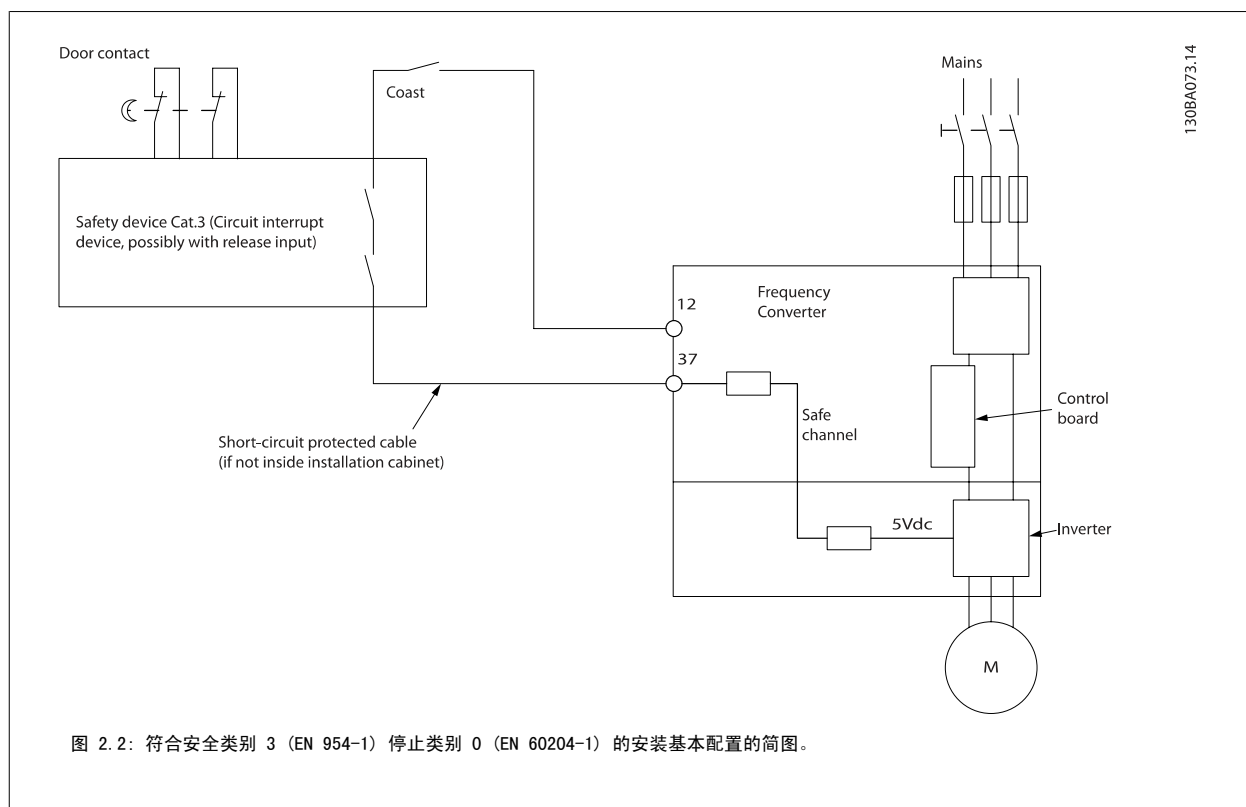 Door contact
Coast
Mains
130BA073.14
Safety device Cat.3 (Circuit interrupt
device, possibly with release input)
12
Frequency
Converter
37
Safe
channel
Control
board
Short-circuit protected cable
(if not inside installation cabinet)
5Vdc
Inverter
M
图 2.2: 符合安全类别 3 (EN 954-1) 停止类别 0 (EN 60204-1) 的安装基本配置的简图。